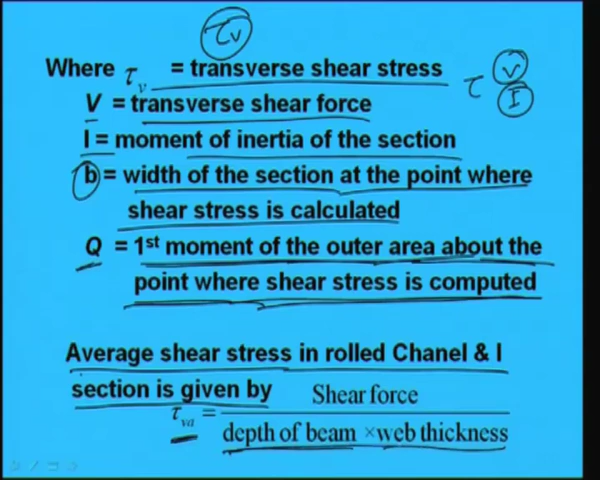 τv
Where τv = transverse shear stress
τ V
I
V = transverse shear force
I = moment of inertia of the section
b = width of the section at the point where
shear stress is calculated
Q = 1st moment of the outer area about the
point where shear stress is computed
Average shear stress in rolled Chanel & I
section is given by
τva = Shear force
depth of beam ×web thickness